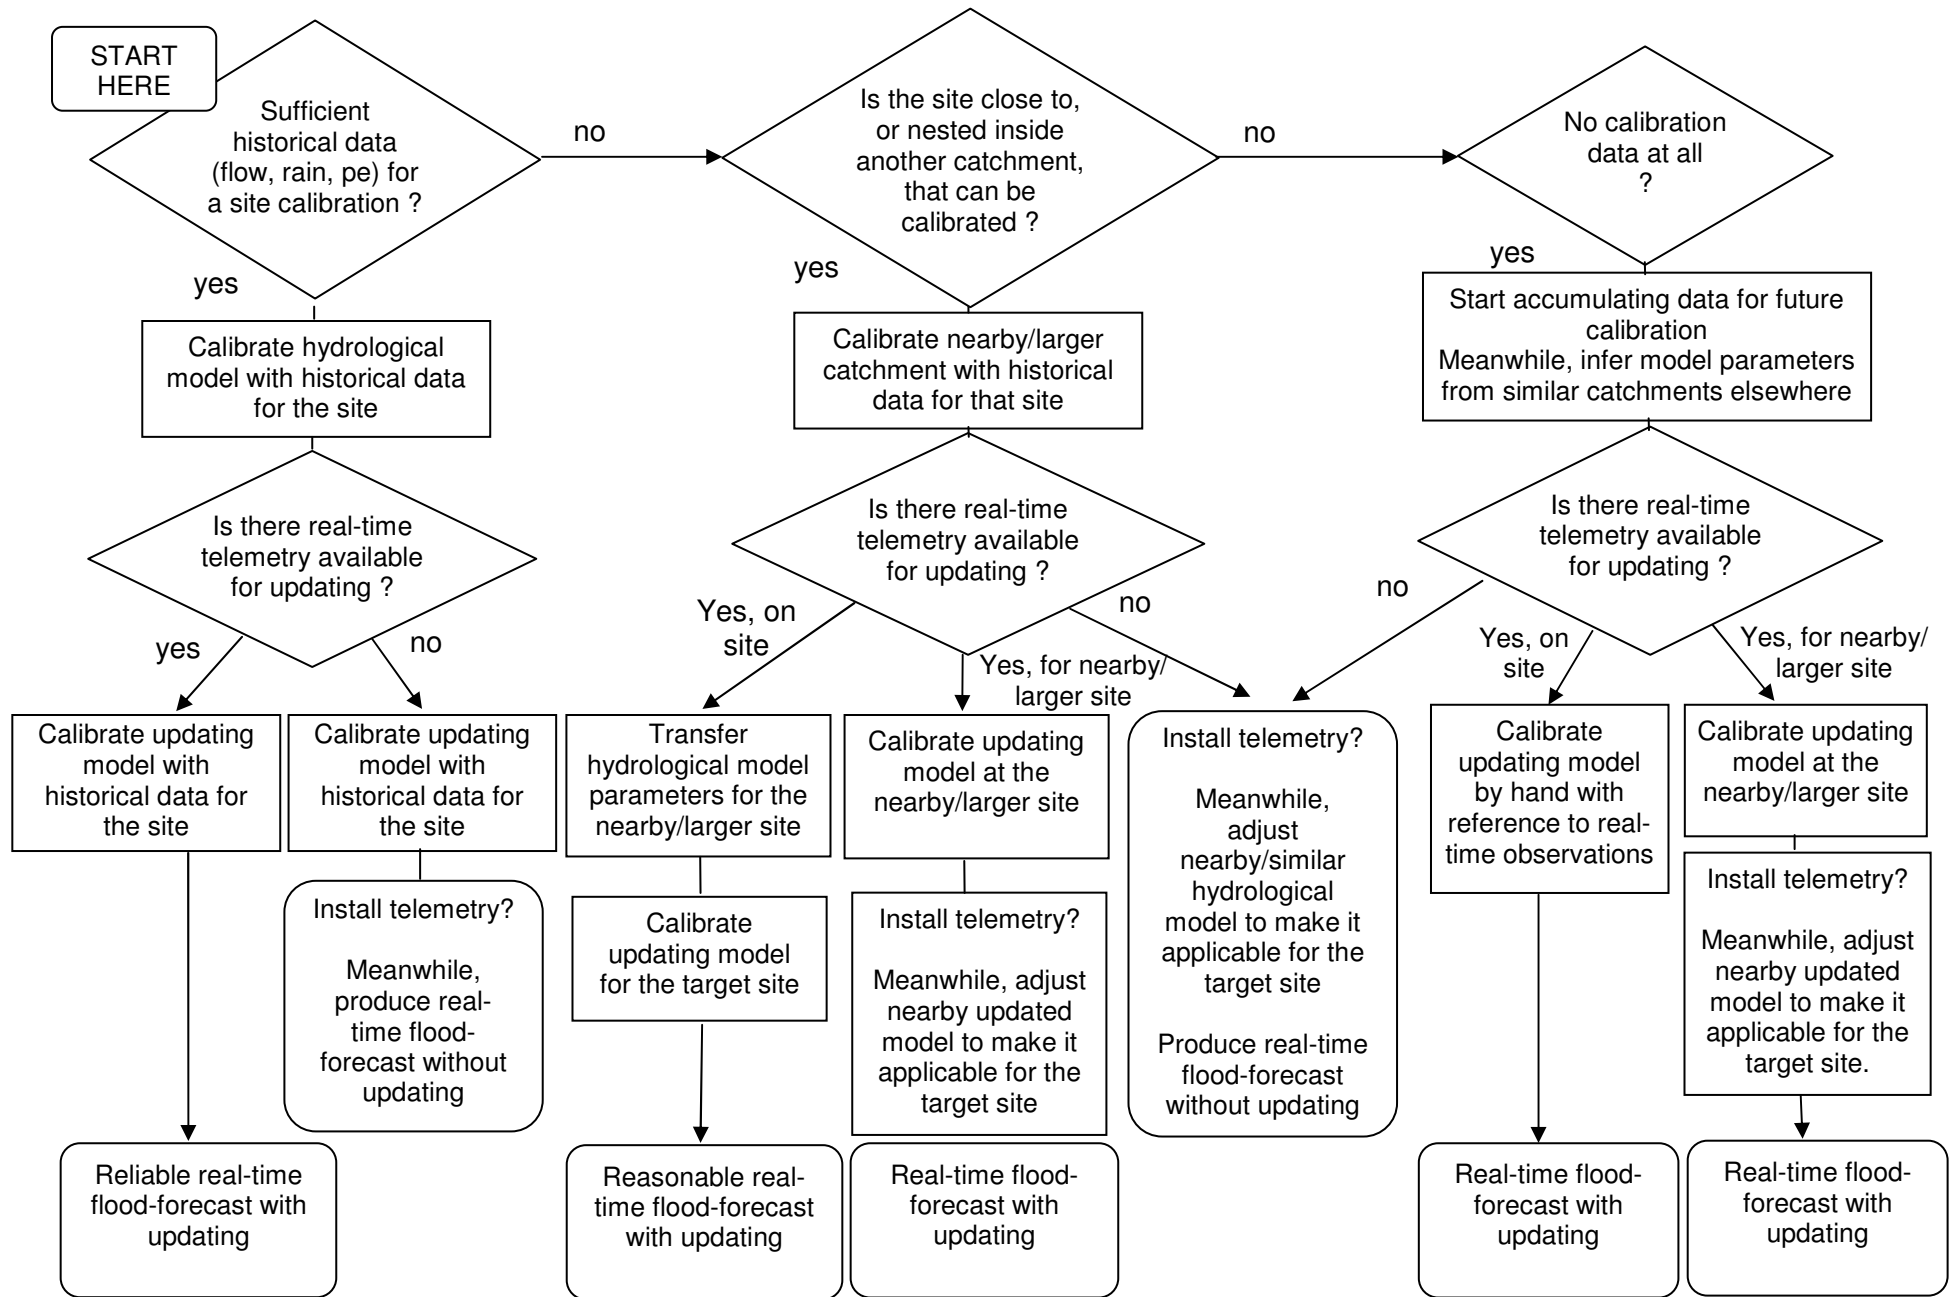 START
HERE
Sufficient
historical data
(flow, rain, pe) for
a site calibration ?
no
Is the site close to,
or nested inside
another catchment,
that can be
calibrated ?
no
No calibration
data at all
?
yes
yes
yes
Calibrate hydrological
model with historical data
for the site
Calibrate nearby/larger
catchment with historical
data for that site
Start accumulating data for future
calibration
Meanwhile, infer model parameters
from similar catchments elsewhere
Is there real-time
telemetry available
for updating ?
Is there real-time
telemetry available
for updating ?
Is there real-time
telemetry available
for updating ?
yes
no
Yes, on
site
Yes, for nearby/
larger site
no
no
Yes, on
site
Yes, for nearby/
larger site
Calibrate updating
model with
historical data for
the site
Calibrate updating
model with
historical data for
the site
Transfer
hydrological model
parameters for the
nearby/larger site
Calibrate updating
model at the
nearby/larger site
Install telemetry?
Meanwhile,
adjust
nearby/similar
hydrological
model to make it
applicable for the
target site
Produce real-time
flood-forecast
without updating
Calibrate
updating model
by hand with
reference to real-
time observations
Calibrate updating
model at the
nearby/larger site
Install telemetry?
Meanwhile,
produce real-
time flood-
forecast without
updating
Calibrate
updating model
for the target site
Install telemetry?
Meanwhile, adjust
nearby updated
model to make it
applicable for the
target site
Install telemetry?
Meanwhile, adjust
nearby updated
model to make it
applicable for the
target site.
Reliable real-time
flood-forecast with
updating
Reasonable real-
time flood-forecast
with updating
Real-time flood-
forecast with
updating
Real-time flood-
forecast with
updating
Real-time flood-
forecast with
updating